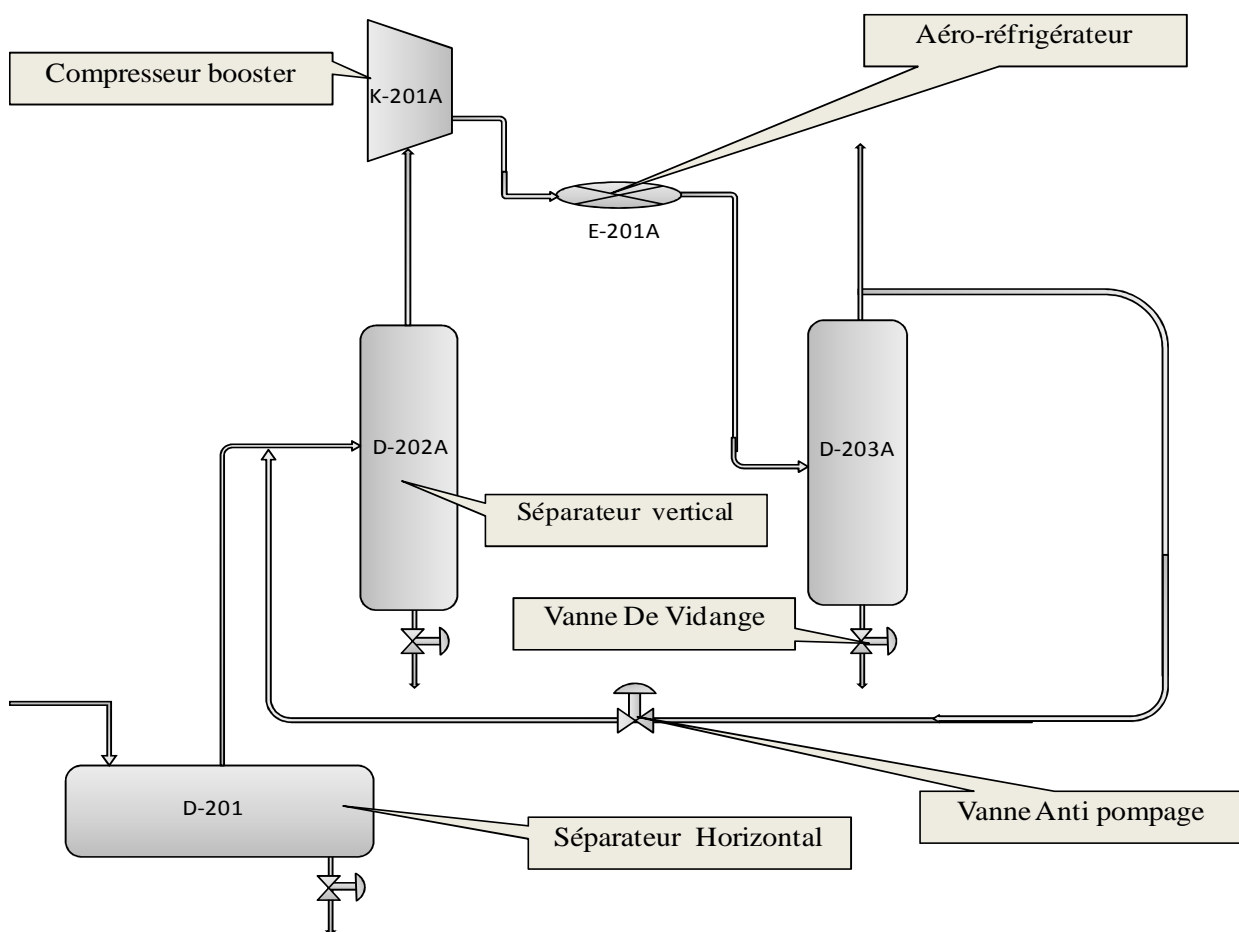 Aéro-réfrigérateur
Compresseur booster
K-201A
E-201A
D-202A
D-203A
Séparateur vertical
Vanne De Vidange
D-201
Vanne Anti pompage
Séparateur Horizontal